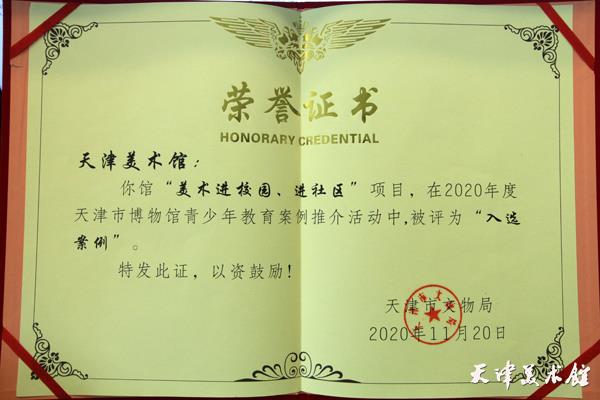 荣誉证书
HONORARY CREDENTIAL
天津美术馆：
你馆“美术进校园、进社区”项目，在2020年度
天津市博物馆青少年教育案例推介活动中，被评为“入选
案例”。
特发此证，以资鼓励！
天津市文物局
2020年11月20日
天津美术馆